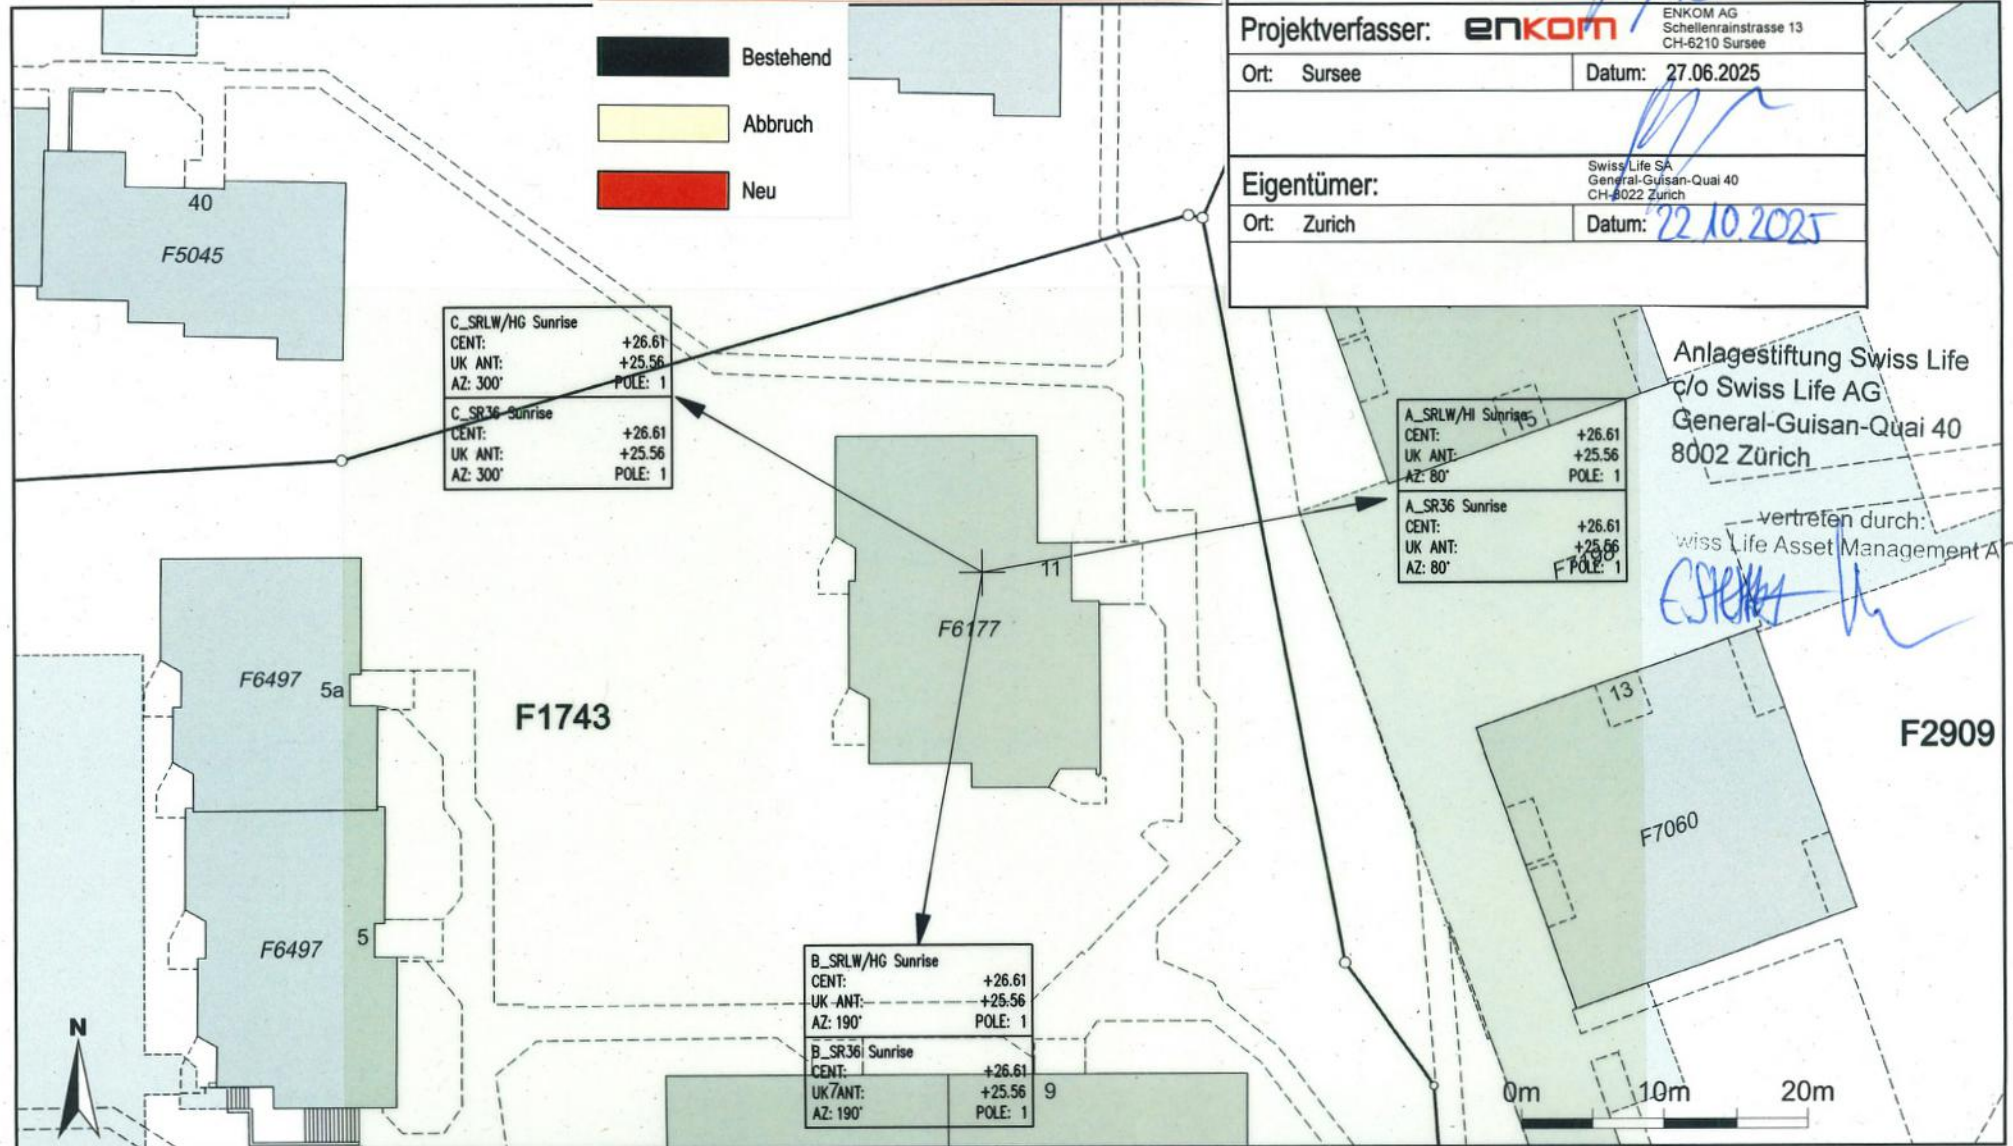 Bestehend
Abbruch
Neu
Projektverfasser: enkom
ENKOM AG
Schellenrainstrasse 13
CH-6210 Sursee
Ort: Sursee
Datum: 27.06.2025
Eigentümer:
Swiss Life SA
General-Guisan-Quai 40
CH-8022 Zurich
Ort: Zurich
Datum: 22.10.2025
Anlagestiftung Swiss Life
c/o Swiss Life AG
General-Guisan-Quai 40
8002 Zürich
vertreten durch:
wiss Life Asset Management A
40
F5045
C_SRLW/HG Sunrise
CENT: +26.61
UK ANT: +25.56
AZ: 300° POLE: 1
C_SR36 Sunrise
CENT: +26.61
UK ANT: +25.56
AZ: 300° POLE: 1
A_SRLW/HI Sunrise
CENT: +26.61
UK ANT: +25.56
AZ: 80° POLE: 1
A_SR36 Sunrise
CENT: +26.61
UK ANT: +25.56
AZ: 80° POLE: 1
15
11
F6177
F6497 5a
F1743
13
F2909
F7060
F6497 5
B_SRLW/HG Sunrise
CENT: +26.61
UK ANT: +25.56
AZ: 190° POLE: 1
B_SR36 Sunrise
CENT: +26.61
UK ANT: +25.56
AZ: 190° POLE: 1
7
9
N
0m 10m 20m